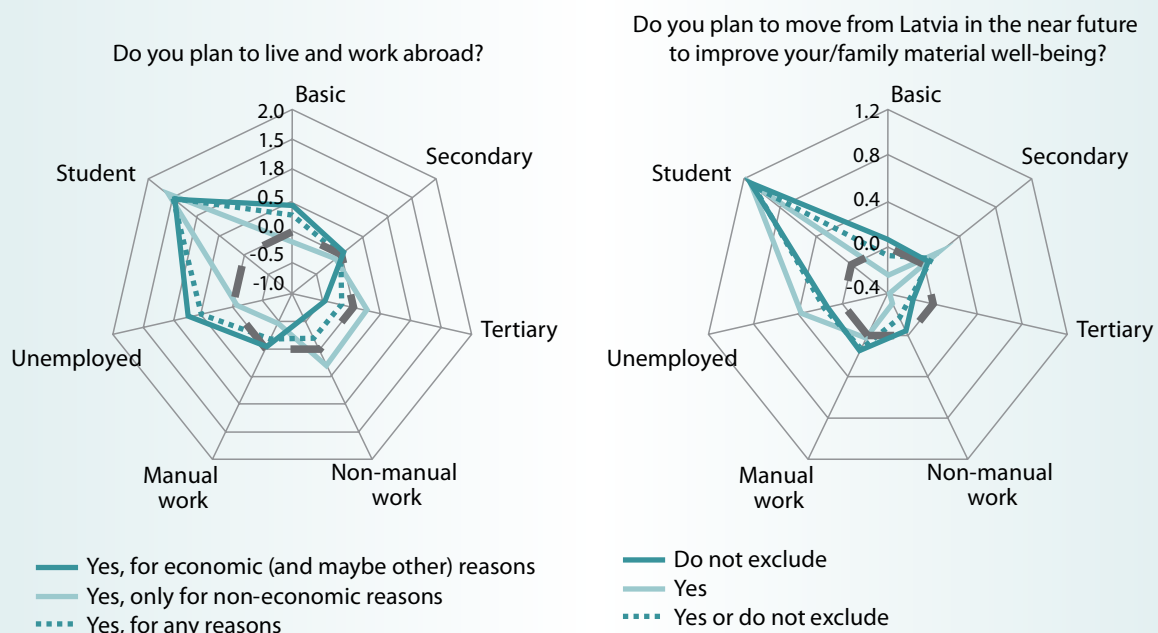 Do you plan to live and work abroad?
Basic
2.0
1.5
1.8
0.5
0.0
-0.5
-1.0
Student
Secondary
Unemployed
Tertiary
Manual
work
Non-manual
work
Yes, for economic (and maybe other) reasons
Yes, only for non-economic reasons
Yes, for any reasons
Do you plan to move from Latvia in the near future
to improve your/family material well-being?
Basic
1.2
0.8
0.4
0.0
-0.4
Student
Secondary
Unemployed
Tertiary
Manual
work
Non-manual
work
Do not exclude
Yes
Yes or do not exclude